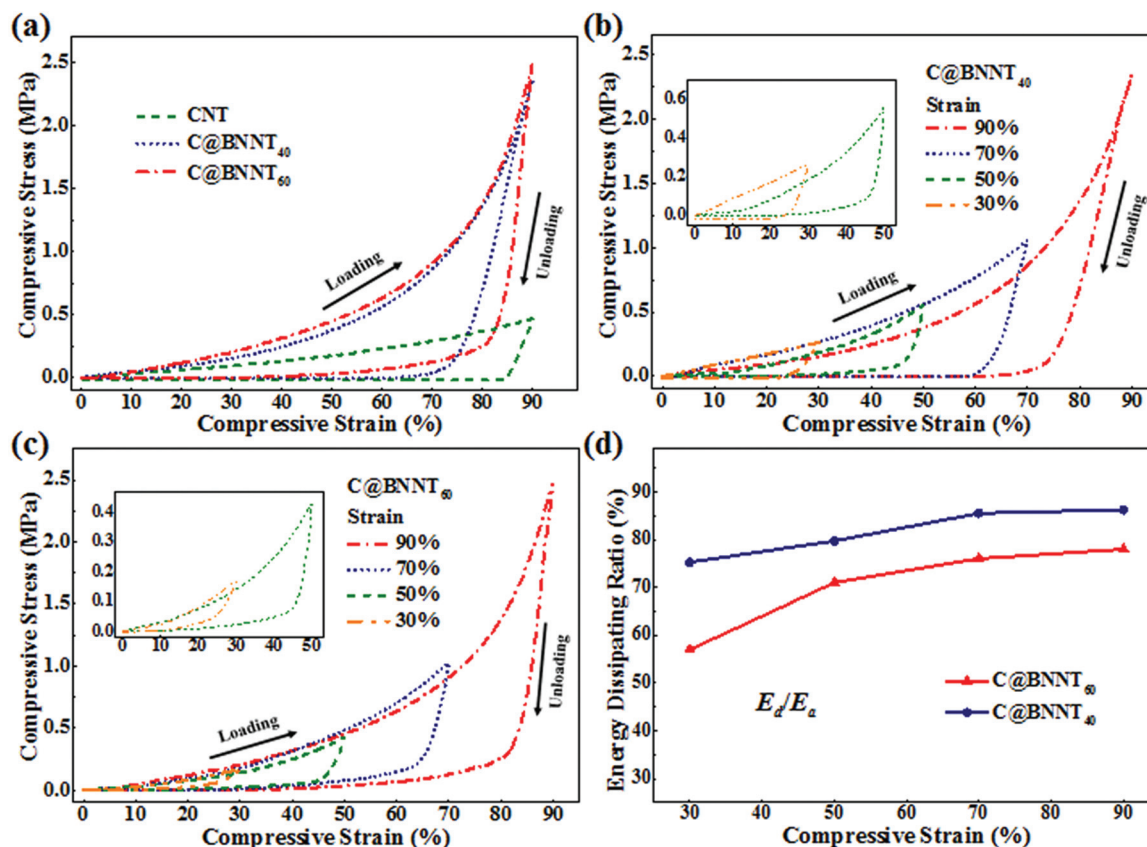 (a)
Compressive Stress (MPa)
2.5
2.0
1.5
1.0
0.5
0.0
CNT
C@BNNT₄₀
C@BNNT₆₀
Loading
Unloading
0 10 20 30 40 50 60 70 80 90
Compressive Strain (%)
(b)
Compressive Stress (MPa)
2.5
2.0
1.5
1.0
0.5
0.0
0.6
0.4
0.2
0.0
0 10 20 30 40 50
C@BNNT₄₀
Strain
90%
70%
50%
30%
Loading
Unloading
0 10 20 30 40 50 60 70 80 90
Compressive Strain (%)
(c)
Compressive Stress (MPa)
2.5
2.0
1.5
1.0
0.5
0.0
0.4
0.3
0.2
0.1
0.0
0 10 20 30 40 50
C@BNNT₆₀
Strain
90%
70%
50%
30%
Loading
Unloading
0 10 20 30 40 50 60 70 80 90
Compressive Strain (%)
(d)
Energy Dissipating Ratio (%)
90
80
70
60
50
40
30
E_d/E_a
C@BNNT₆₀
C@BNNT₄₀
30 40 50 60 70 80 90
Compressive Strain (%)